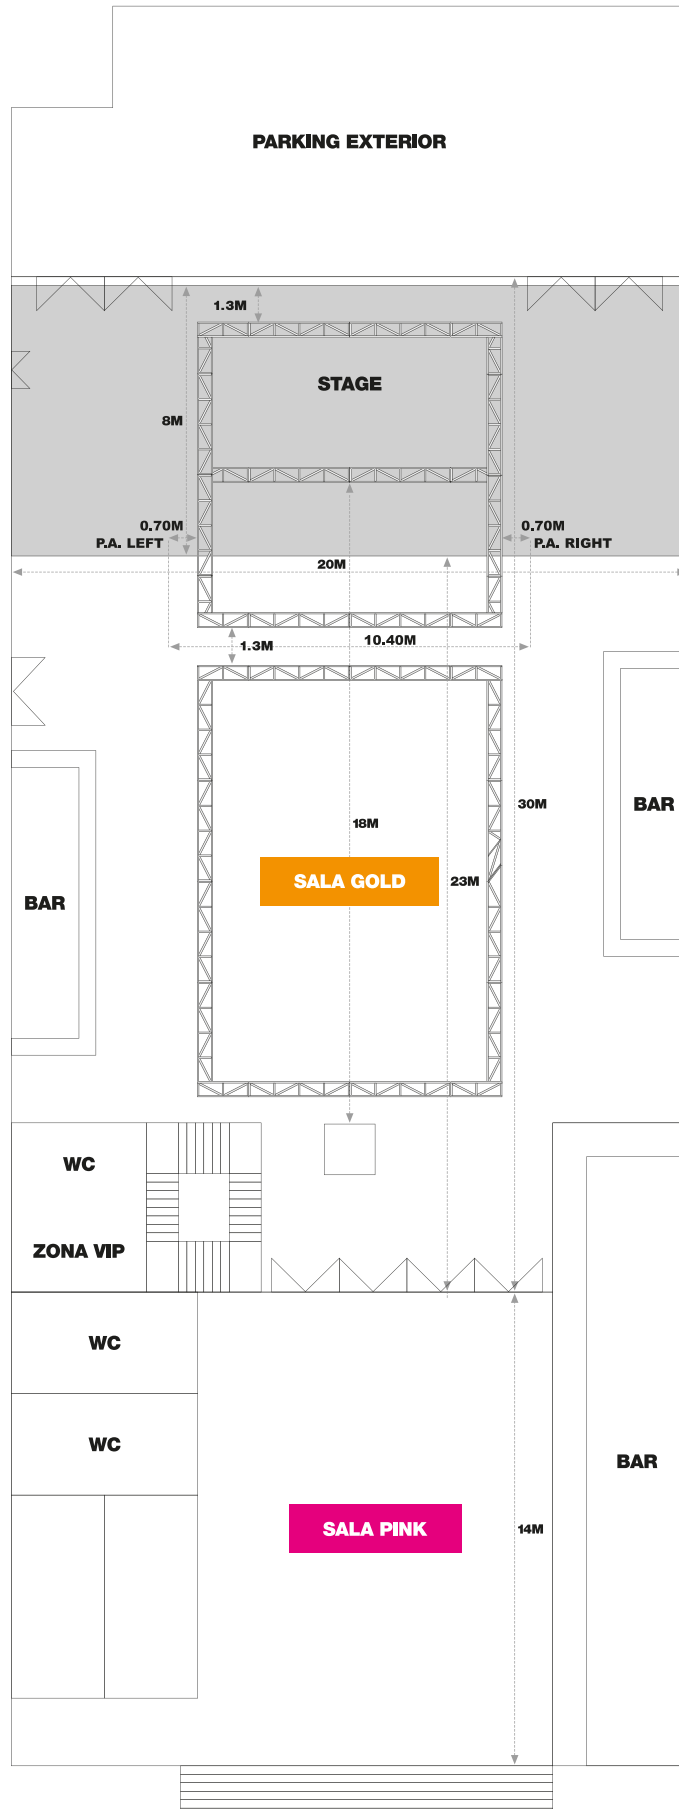 PARKING EXTERIOR
1.3M
STAGE
8M
0.70M
0.70M
P.A. LEFT
P.A. RIGHT
20M
10.40M
1.3M
30M
BAR
18M
SALA GOLD
23M
BAR
WC
ZONA VIP
WC
WC
BAR
SALA PINK
14M